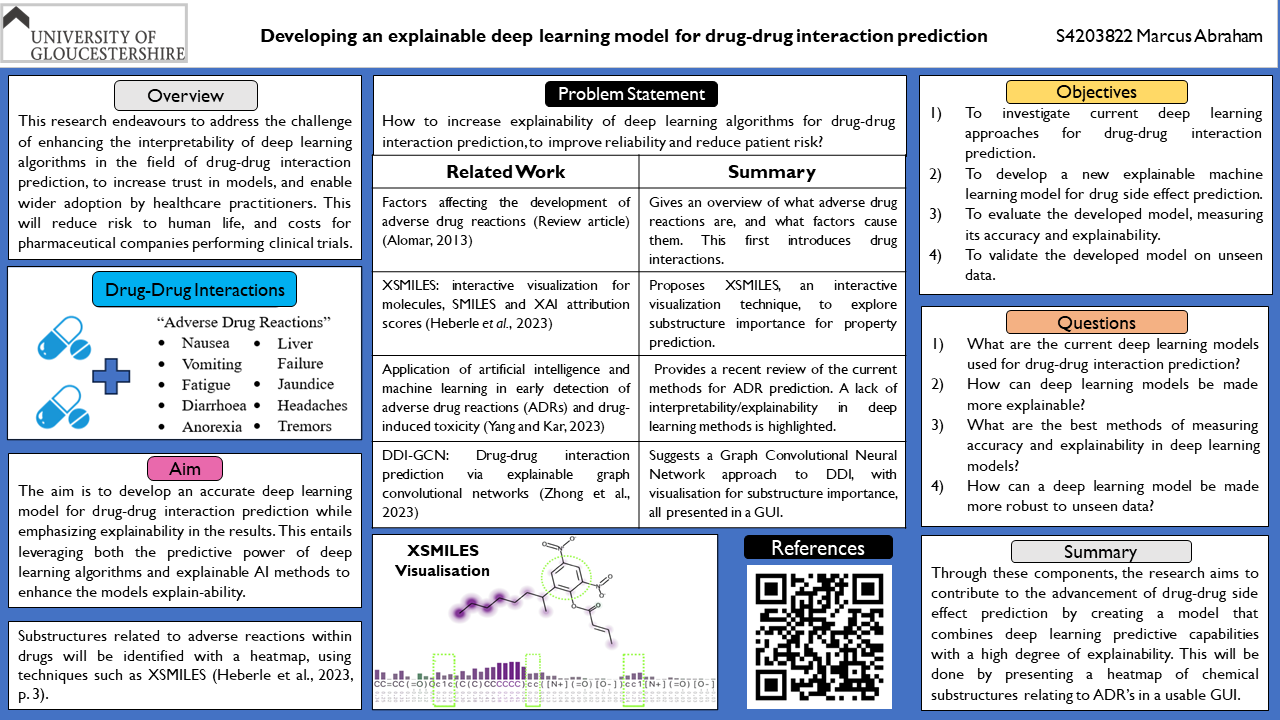 UNIVERSITY OF
GLOUCESTERSHIRE
Developing an explainable deep learning model for drug-drug interaction prediction
S4203822 Marcus Abraham
Overview
This research endeavours to address the challenge
of enhancing the interpretability of deep learning
algorithms in the field of drug-drug interaction
prediction, to increase trust in models, and enable
wider adoption by healthcare practitioners. This
will reduce risk to human life, and costs for
pharmaceutical companies performing clinical trials.
Drug-Drug Interactions
“Adverse Drug Reactions”
• Nausea
• Vomiting
• Fatigue
• Diarrhoea
• Anorexia
• Liver
Failure
• Jaundice
• Headaches
• Tremors
Aim
The aim is to develop an accurate deep learning
model for drug-drug interaction prediction while
emphasizing explainability in the results. This entails
leveraging both the predictive power of deep
learning algorithms and explainable AI methods to
enhance the models explain-ability.
Substructures related to adverse reactions within
drugs will be identified with a heatmap, using
techniques such as XSMILES (Heberle et al., 2023,
p. 3).
Problem Statement
How to increase explainability of deep learning algorithms for drug-drug
interaction prediction, to improve reliability and reduce patient risk?
Related Work
Summary
Factors affecting the development of
adverse drug reactions (Review article)
(Alomar, 2013)
Gives an overview of what adverse drug
reactions are, and what factors cause
them. This first introduces drug
interactions.
XSMILES: interactive visualization for
molecules, SMILES and XAI attribution
scores (Heberle et al., 2023)
Proposes XSMILES, an interactive
visualization technique, to explore
substructure importance for property
prediction.
Application of artificial intelligence and
machine learning in early detection of
adverse drug reactions (ADRs) and drug-
induced toxicity (Yang and Kar, 2023)
Provides a recent review of the current
methods for ADR prediction. A lack of
interpretability/explainability in deep
learning methods is highlighted.
DDI-GCN: Drug-drug interaction
prediction via explainable graph
convolutional networks (Zhong et al.,
2023)
Suggests a Graph Convolutional Neural
Network approach to DDI, with
visualisation for substructure importance,
all presented in a GUI.
XSMILES
Visualisation
CC=CC(=O)Oc1c(C(C)CCCCCC)cc([N+](=O)[O-])cc1[N+](=O)[O-]
References
Objectives
1) To investigate current deep learning
approaches for drug-drug interaction
prediction.
2) To develop a new explainable machine
learning model for drug side effect prediction.
3) To evaluate the developed model, measuring
its accuracy and explainability.
4) To validate the developed model on unseen
data.
Questions
1) What are the current deep learning models
used for drug-drug interaction prediction?
2) How can deep learning models be made
more explainable?
3) What are the best methods of measuring
accuracy and explainability in deep learning
models?
4) How can a deep learning model be made
more robust to unseen data?
Summary
Through these components, the research aims to
contribute to the advancement of drug-drug side
effect prediction by creating a model that
combines deep learning predictive capabilities
with a high degree of explainability. This will be
done by presenting a heatmap of chemical
substructures relating to ADR’s in a usable GUI.